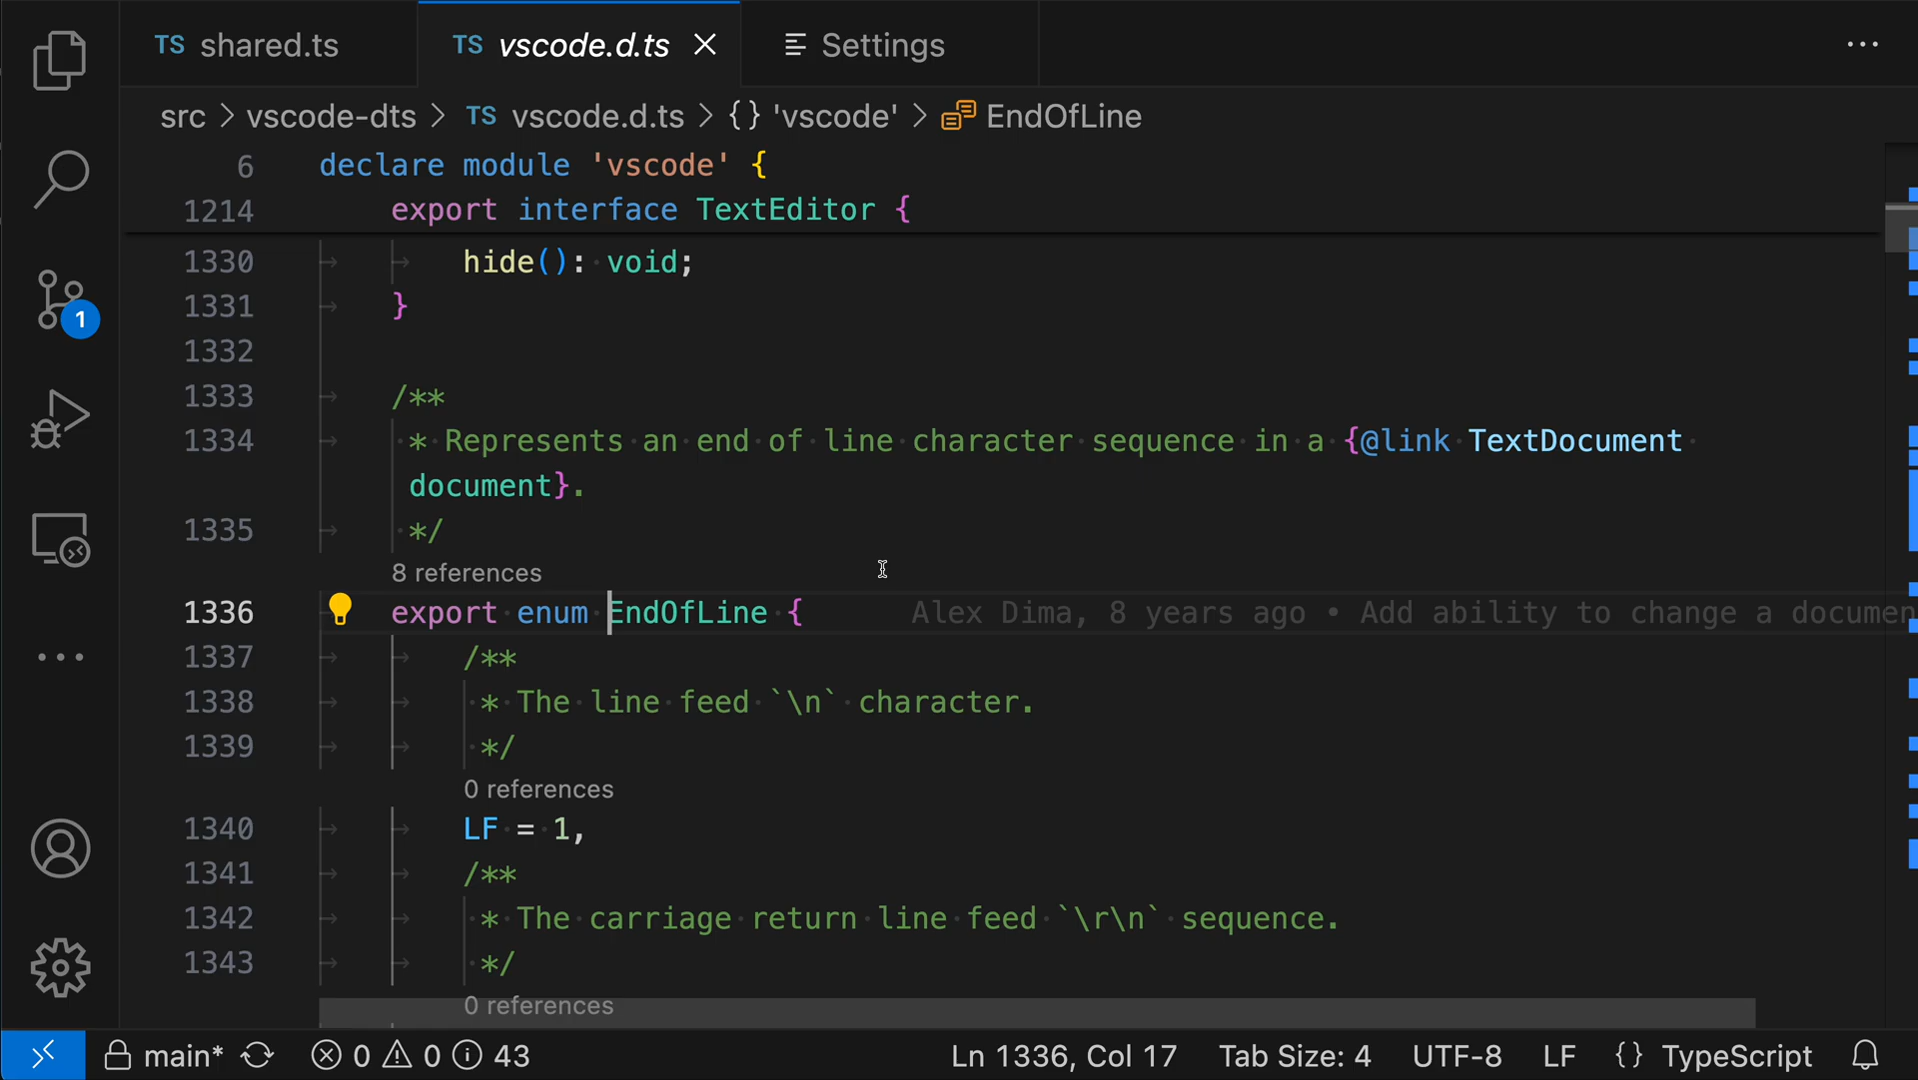 TS shared.ts
TS vscode.d.ts
Settings
src > vscode-dts > TS vscode.d.ts > {} 'vscode' > EndOfLine
6 declare module 'vscode' {
1214 export interface TextEditor {
1330 hide(): void;
1331 }
1332
1333 /**
1334 * Represents an end of line character sequence in a {@link TextDocument
document}.
1335 */
8 references
1336 export enum EndOfLine { Alex Dima, 8 years ago • Add ability to change a documen
1337 /**
1338 * The line feed `\n` character.
1339 */
0 references
1340 LF = 1,
1341 /**
1342 * The carriage return line feed `\r\n` sequence.
1343 */
0 references
1
main* 0 0 43 Ln 1336, Col 17 Tab Size: 4 UTF-8 LF {} TypeScript